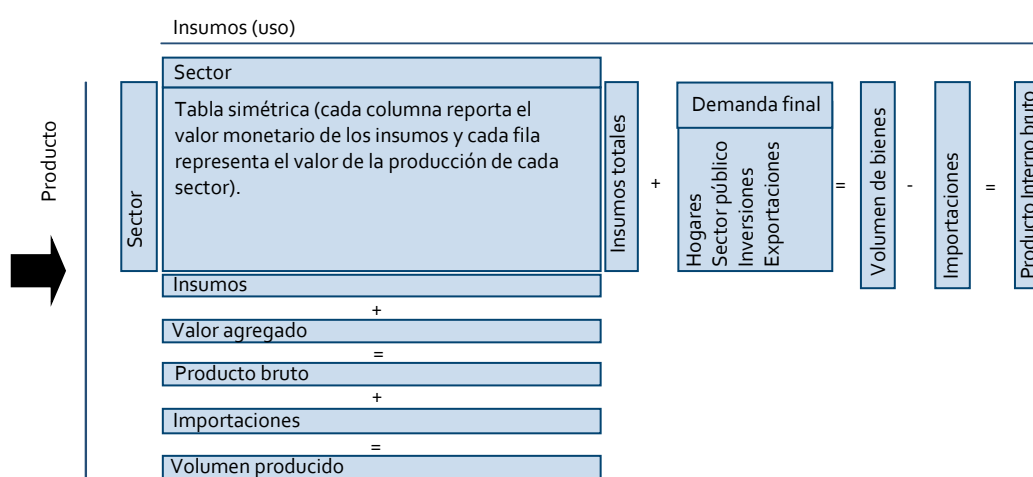 Insumos (uso)
Producto
Sector
Sector
Tabla simétrica (cada columna reporta el
valor monetario de los insumos y cada fila
representa el valor de la producción de cada
sector).
Insumos totales
+
Demanda final
Hogares
Sector público
Inversiones
Exportaciones
=
Volumen de bienes
-
Importaciones
=
Producto Interno bruto
Insumos
+
Valor agregado
=
Producto bruto
+
Importaciones
=
Volumen producido